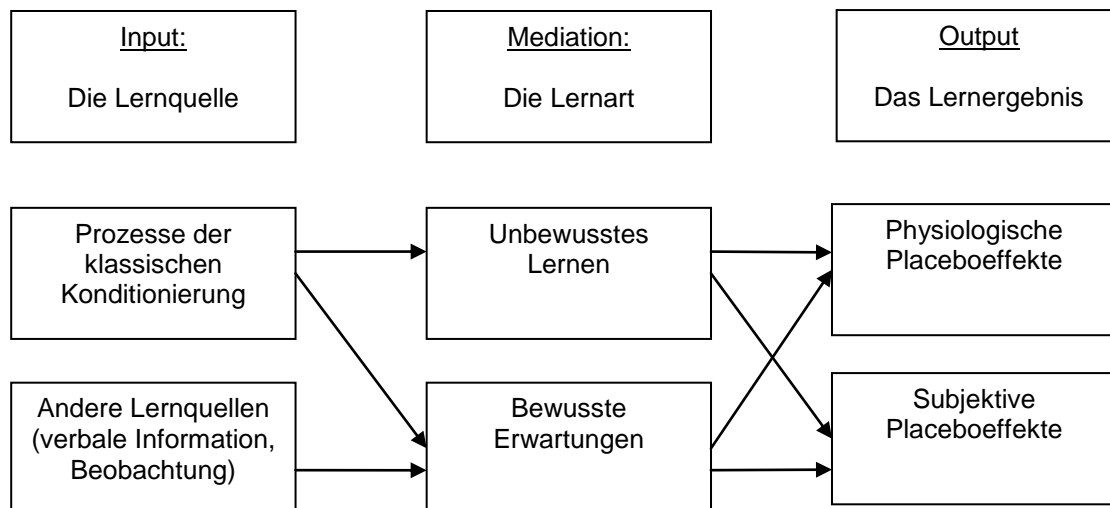 Input:
Die Lernquelle
Mediation:
Die Lernart
Output
Das Lernergebnis
Prozesse der
klassischen
Konditionierung
Unbewusstes
Lernen
Physiologische
Placeboeffekte
Andere Lernquellen
(verbale Information,
Beobachtung)
Bewusste
Erwartungen
Subjektive
Placeboeffekte